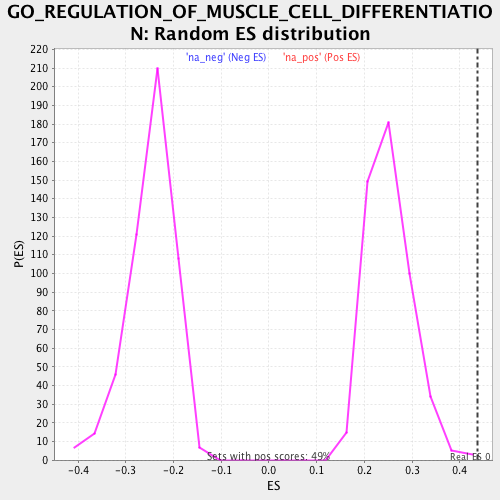 GO_REGULATION_OF_MUSCLE_CELL_DIFFERENTIATIO
N: Random ES distribution
'na_neg' (Neg ES) 'na_pos' (Pos ES)
220
210
200
190
180
170
160
150
140
130
120
110
100
90
80
70
60
50
40
30
20
10
0
P(ES)
Sets with pos scores: 49%
Real ES 0
-0.4 -0.3 -0.2 -0.1 0.0 0.1 0.2 0.3 0.4
ES